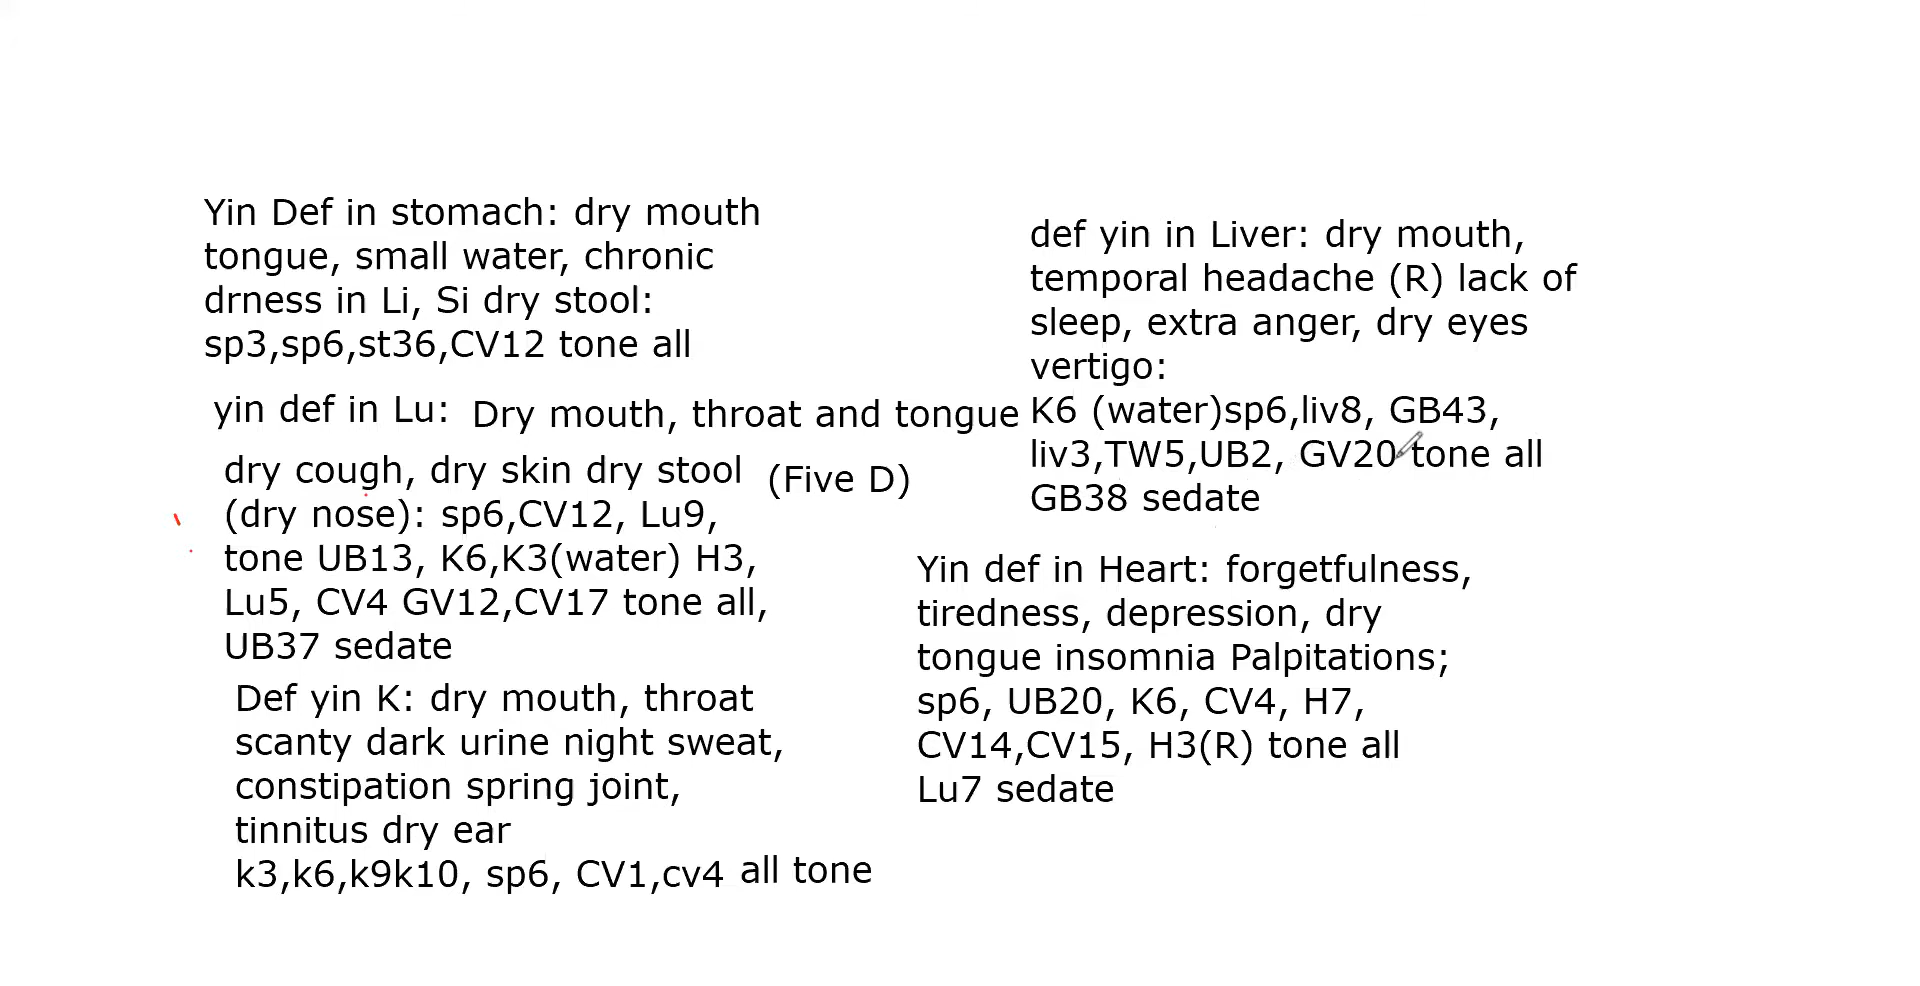 Yin Def in stomach: dry mouth
tongue, small water, chronic
drness in Li, Si dry stool:
sp3,sp6,st36,CV12 tone all
yin def in Lu: Dry mouth, throat and tongue
dry cough, dry skin dry stool (Five D)
(dry nose): sp6,CV12, Lu9,
tone UB13, K6,K3(water) H3,
Lu5, CV4 GV12,CV17 tone all,
UB37 sedate
Def yin K: dry mouth, throat
scanty dark urine night sweat,
constipation spring joint,
tinnitus dry ear
k3,k6,k9k10, sp6, CV1,cv4 all tone
def yin in Liver: dry mouth,
temporal headache (R) lack of
sleep, extra anger, dry eyes
vertigo:
K6 (water)sp6,liv8, GB43,
liv3,TW5,UB2, GV20 tone all
GB38 sedate
Yin def in Heart: forgetfulness,
tiredness, depression, dry
tongue insomnia Palpitations;
sp6, UB20, K6, CV4, H7,
CV14,CV15, H3(R) tone all
Lu7 sedate